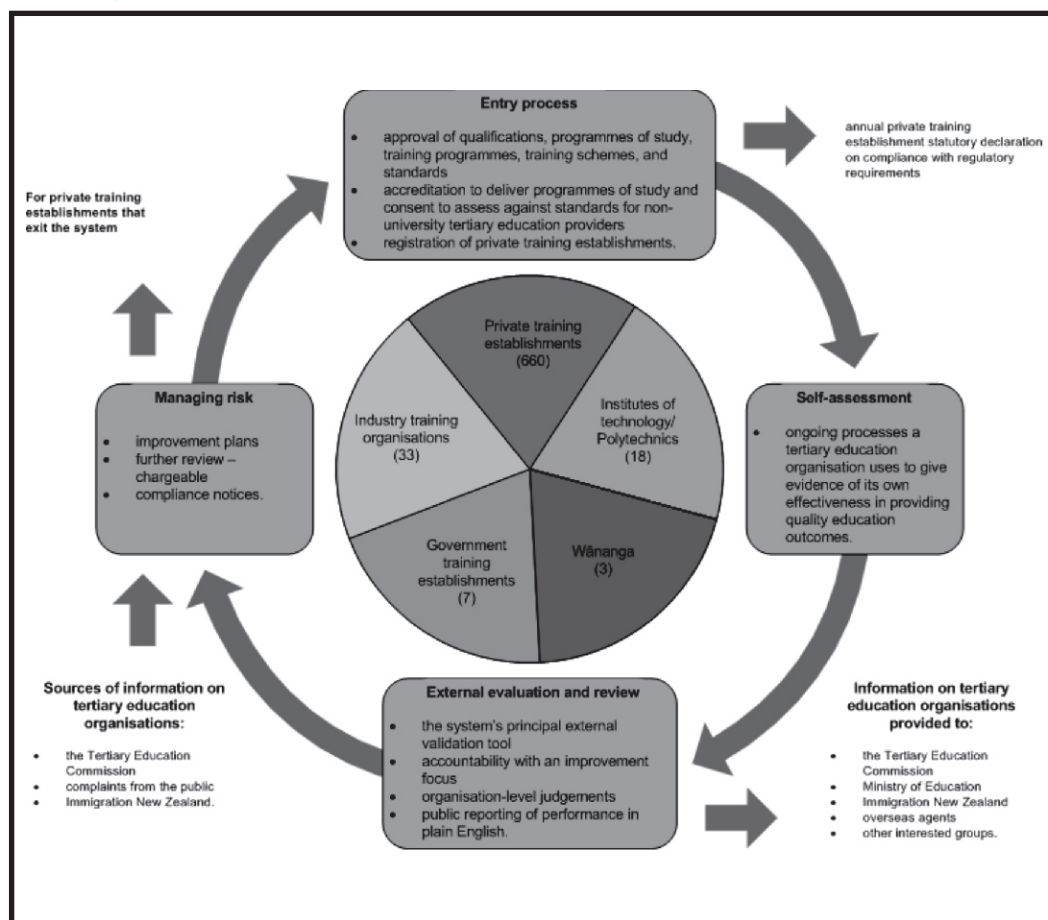 Entry process
• approval of qualifications, programmes of study,
training programmes, training schemes, and
standards
• accreditation to deliver programmes of study and
consent to assess against standards for non-
university tertiary education providers
• registration of private training establishments.
annual private training
establishment statutory declaration
on compliance with regulatory
requirements
For private training
establishments that
exit the system
Private training
establishments
(660)
Institutes of
technology/
Polytechnics
(18)
Industry training
organisations
(33)
Government
training
establishments
(7)
Wānanga
(3)
Managing risk
• improvement plans
• further review –
chargeable
• compliance notices.
Self-assessment
• ongoing processes a
tertiary education
organisation uses to give
evidence of its own
effectiveness in providing
quality education
outcomes.
Sources of information on
tertiary education
organisations:
• the Tertiary Education
Commission
• complaints from the public
• Immigration New Zealand.
External evaluation and review
• the system's principal external
validation tool
• accountability with an improvement
focus
• organisation-level judgements
• public reporting of performance in
plain English.
Information on tertiary
education organisations
provided to:
• the Tertiary Education
Commission
• Ministry of Education
• Immigration New Zealand
• overseas agents
• other interested groups.